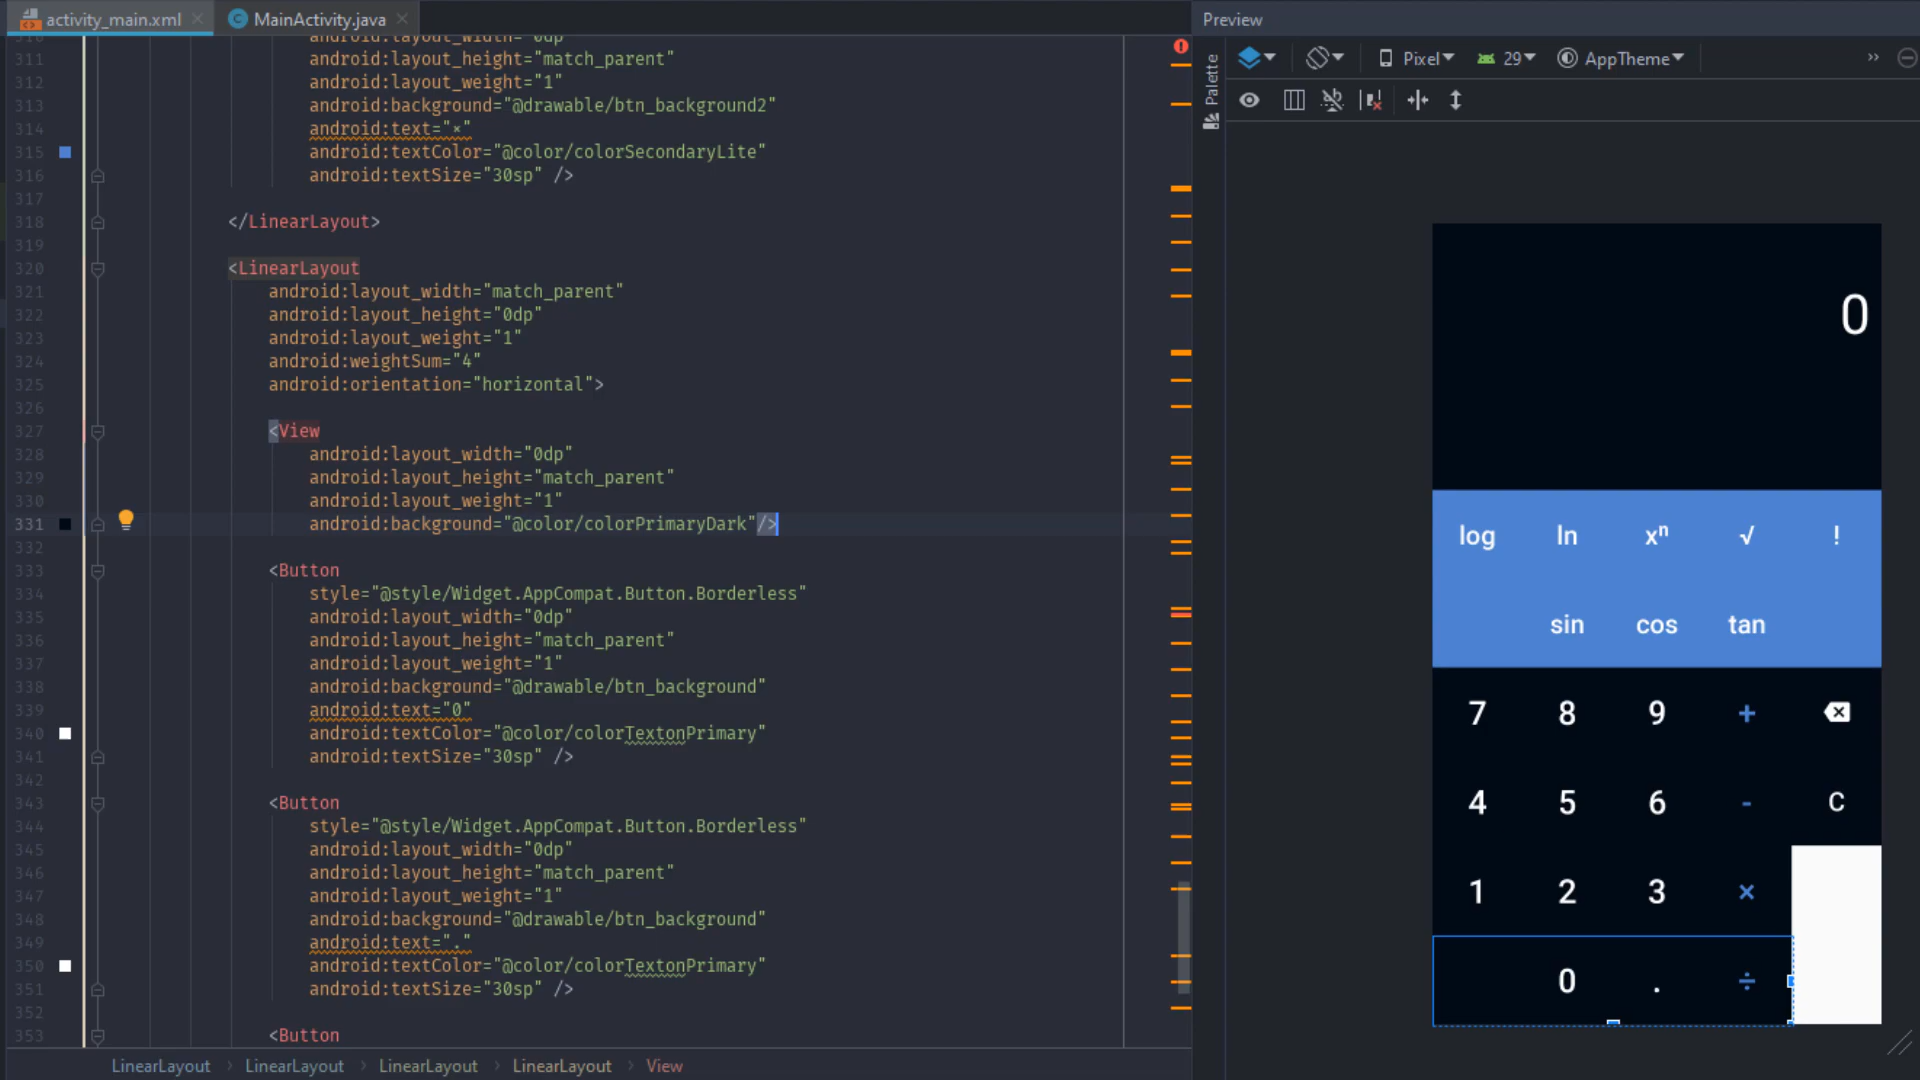 activity_main.xml
MainActivity.java
310 android:layout_width="0dp"
311 android:layout_height="match_parent"
312 android:layout_weight="1"
313 android:background="@drawable/btn_background2"
314 android:text="×"
315 android:textColor="@color/colorSecondaryLite"
316 android:textSize="30sp" />
317
318 </LinearLayout>
319
320 <LinearLayout
321 android:layout_width="match_parent"
322 android:layout_height="0dp"
323 android:layout_weight="1"
324 android:weightSum="4"
325 android:orientation="horizontal">
326
327 <View
328 android:layout_width="0dp"
329 android:layout_height="match_parent"
330 android:layout_weight="1"
331 android:background="@color/colorPrimaryDark"/>
332
333 <Button
334 style="@style/Widget.AppCompat.Button.Borderless"
335 android:layout_width="0dp"
336 android:layout_height="match_parent"
337 android:layout_weight="1"
338 android:background="@drawable/btn_background"
339 android:text="0"
340 android:textColor="@color/colorTextonPrimary"
341 android:textSize="30sp" />
342
343 <Button
344 style="@style/Widget.AppCompat.Button.Borderless"
345 android:layout_width="0dp"
346 android:layout_height="match_parent"
347 android:layout_weight="1"
348 android:background="@drawable/btn_background"
349 android:text="."
350 android:textColor="@color/colorTextonPrimary"
351 android:textSize="30sp" />
352
353 <Button
LinearLayout > LinearLayout > LinearLayout > LinearLayout > View
Preview
Palette
Pixel 29 AppTheme »
0
log ln xⁿ √ !
sin cos tan
7 8 9 +
4 5 6 - C
1 2 3 ×
0 . ÷